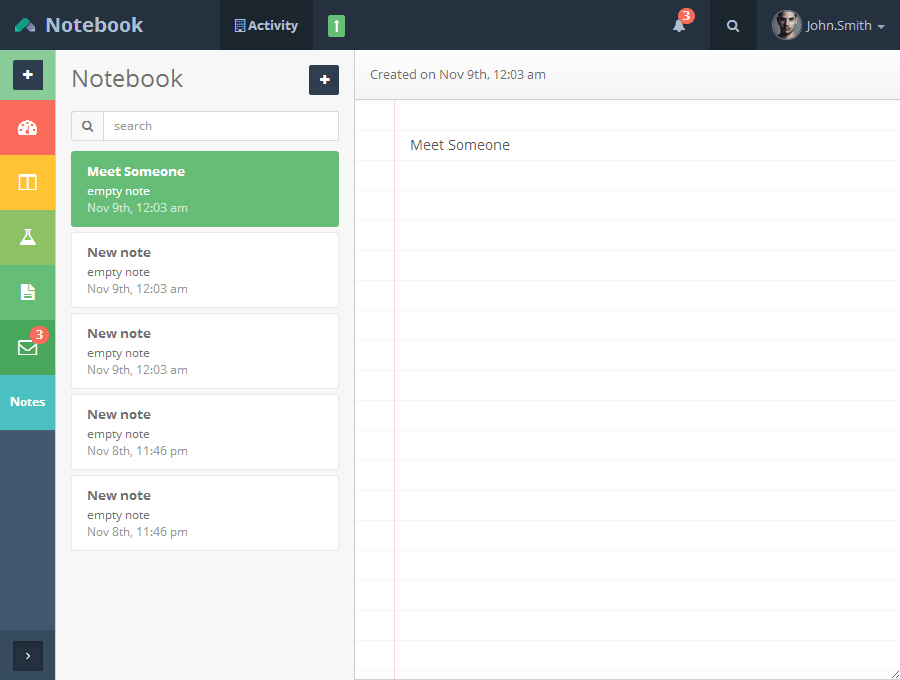 Notebook
Activity
3
John.Smith
Notebook
Created on Nov 9th, 12:03 am
search
Meet Someone
Meet Someone
empty note
Nov 9th, 12:03 am
New note
empty note
Nov 9th, 12:03 am
New note
empty note
Nov 9th, 12:03 am
3
Notes
New note
empty note
Nov 8th, 11:46 pm
New note
empty note
Nov 8th, 11:46 pm